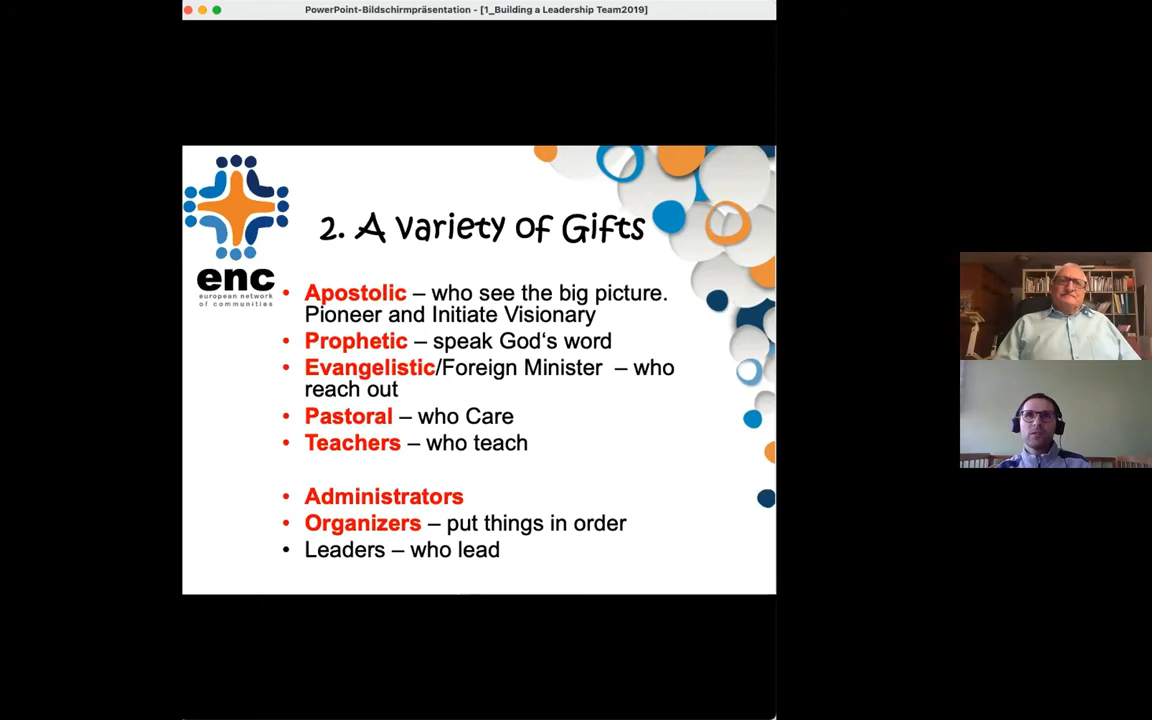 PowerPoint-Bildschirmpräsentation - [1_Building a Leadership Team2019]
enc
european network
of communities
2. A Variety of Gifts
• Apostolic – who see the big picture.
Pioneer and Initiate Visionary
• Prophetic – speak God‘s word
• Evangelistic/Foreign Minister – who
reach out
• Pastoral – who Care
• Teachers – who teach
• Administrators
• Organizers – put things in order
• Leaders – who lead